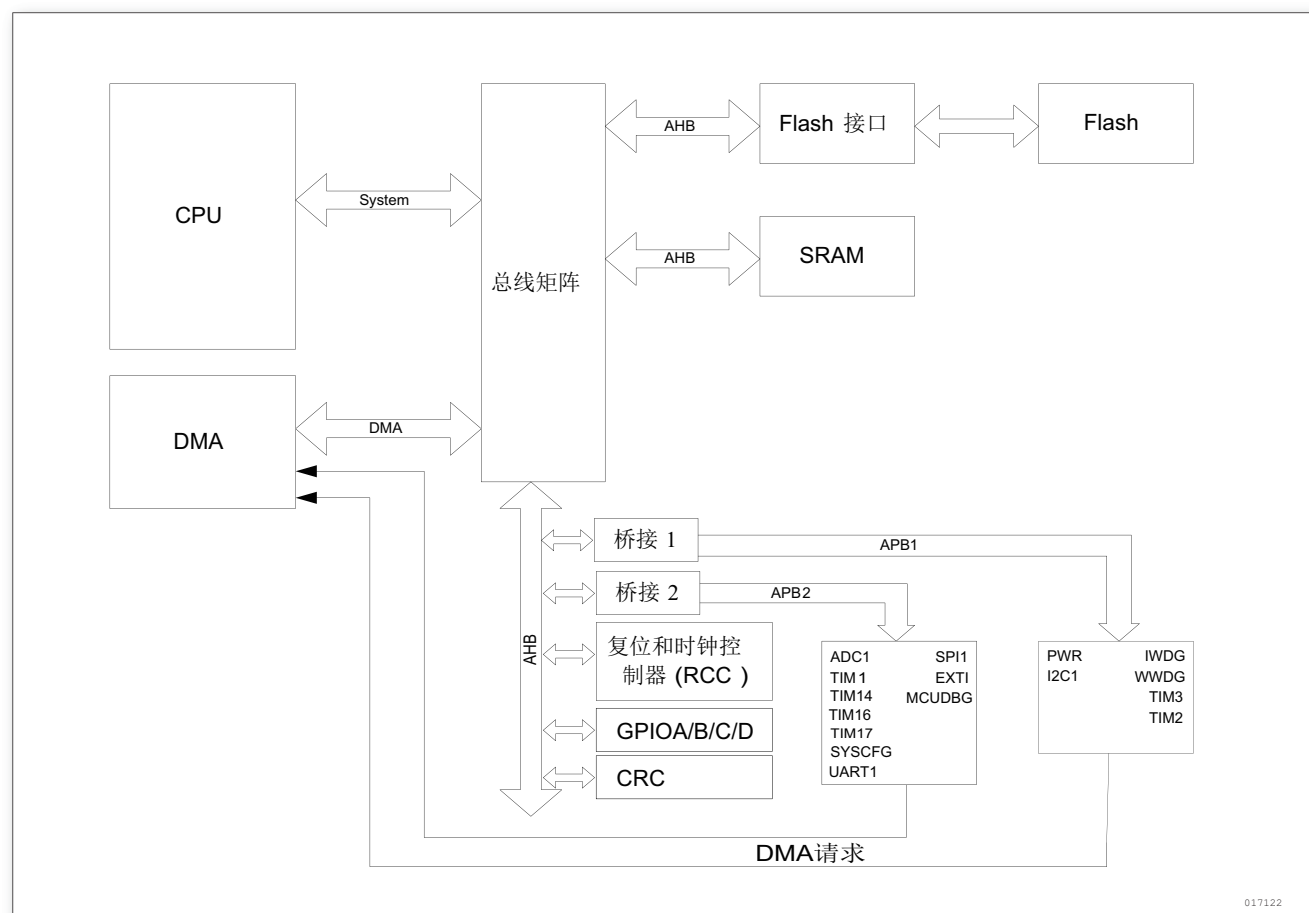 CPU
System
总线矩阵
AHB
Flash 接口
Flash
AHB
SRAM
DMA
DMA
AHB
桥接 1
APB1
桥接 2
APB2
复位和时钟控
制器 (RCC )
GPIOA/B/C/D
CRC
ADC1
TIM1
TIM14
TIM16
TIM17
SYSCFG
UART1
SPI1
EXTI
MCUDBG
PWR
I2C1
IWDG
WWDG
TIM3
TIM2
DMA请求
017122